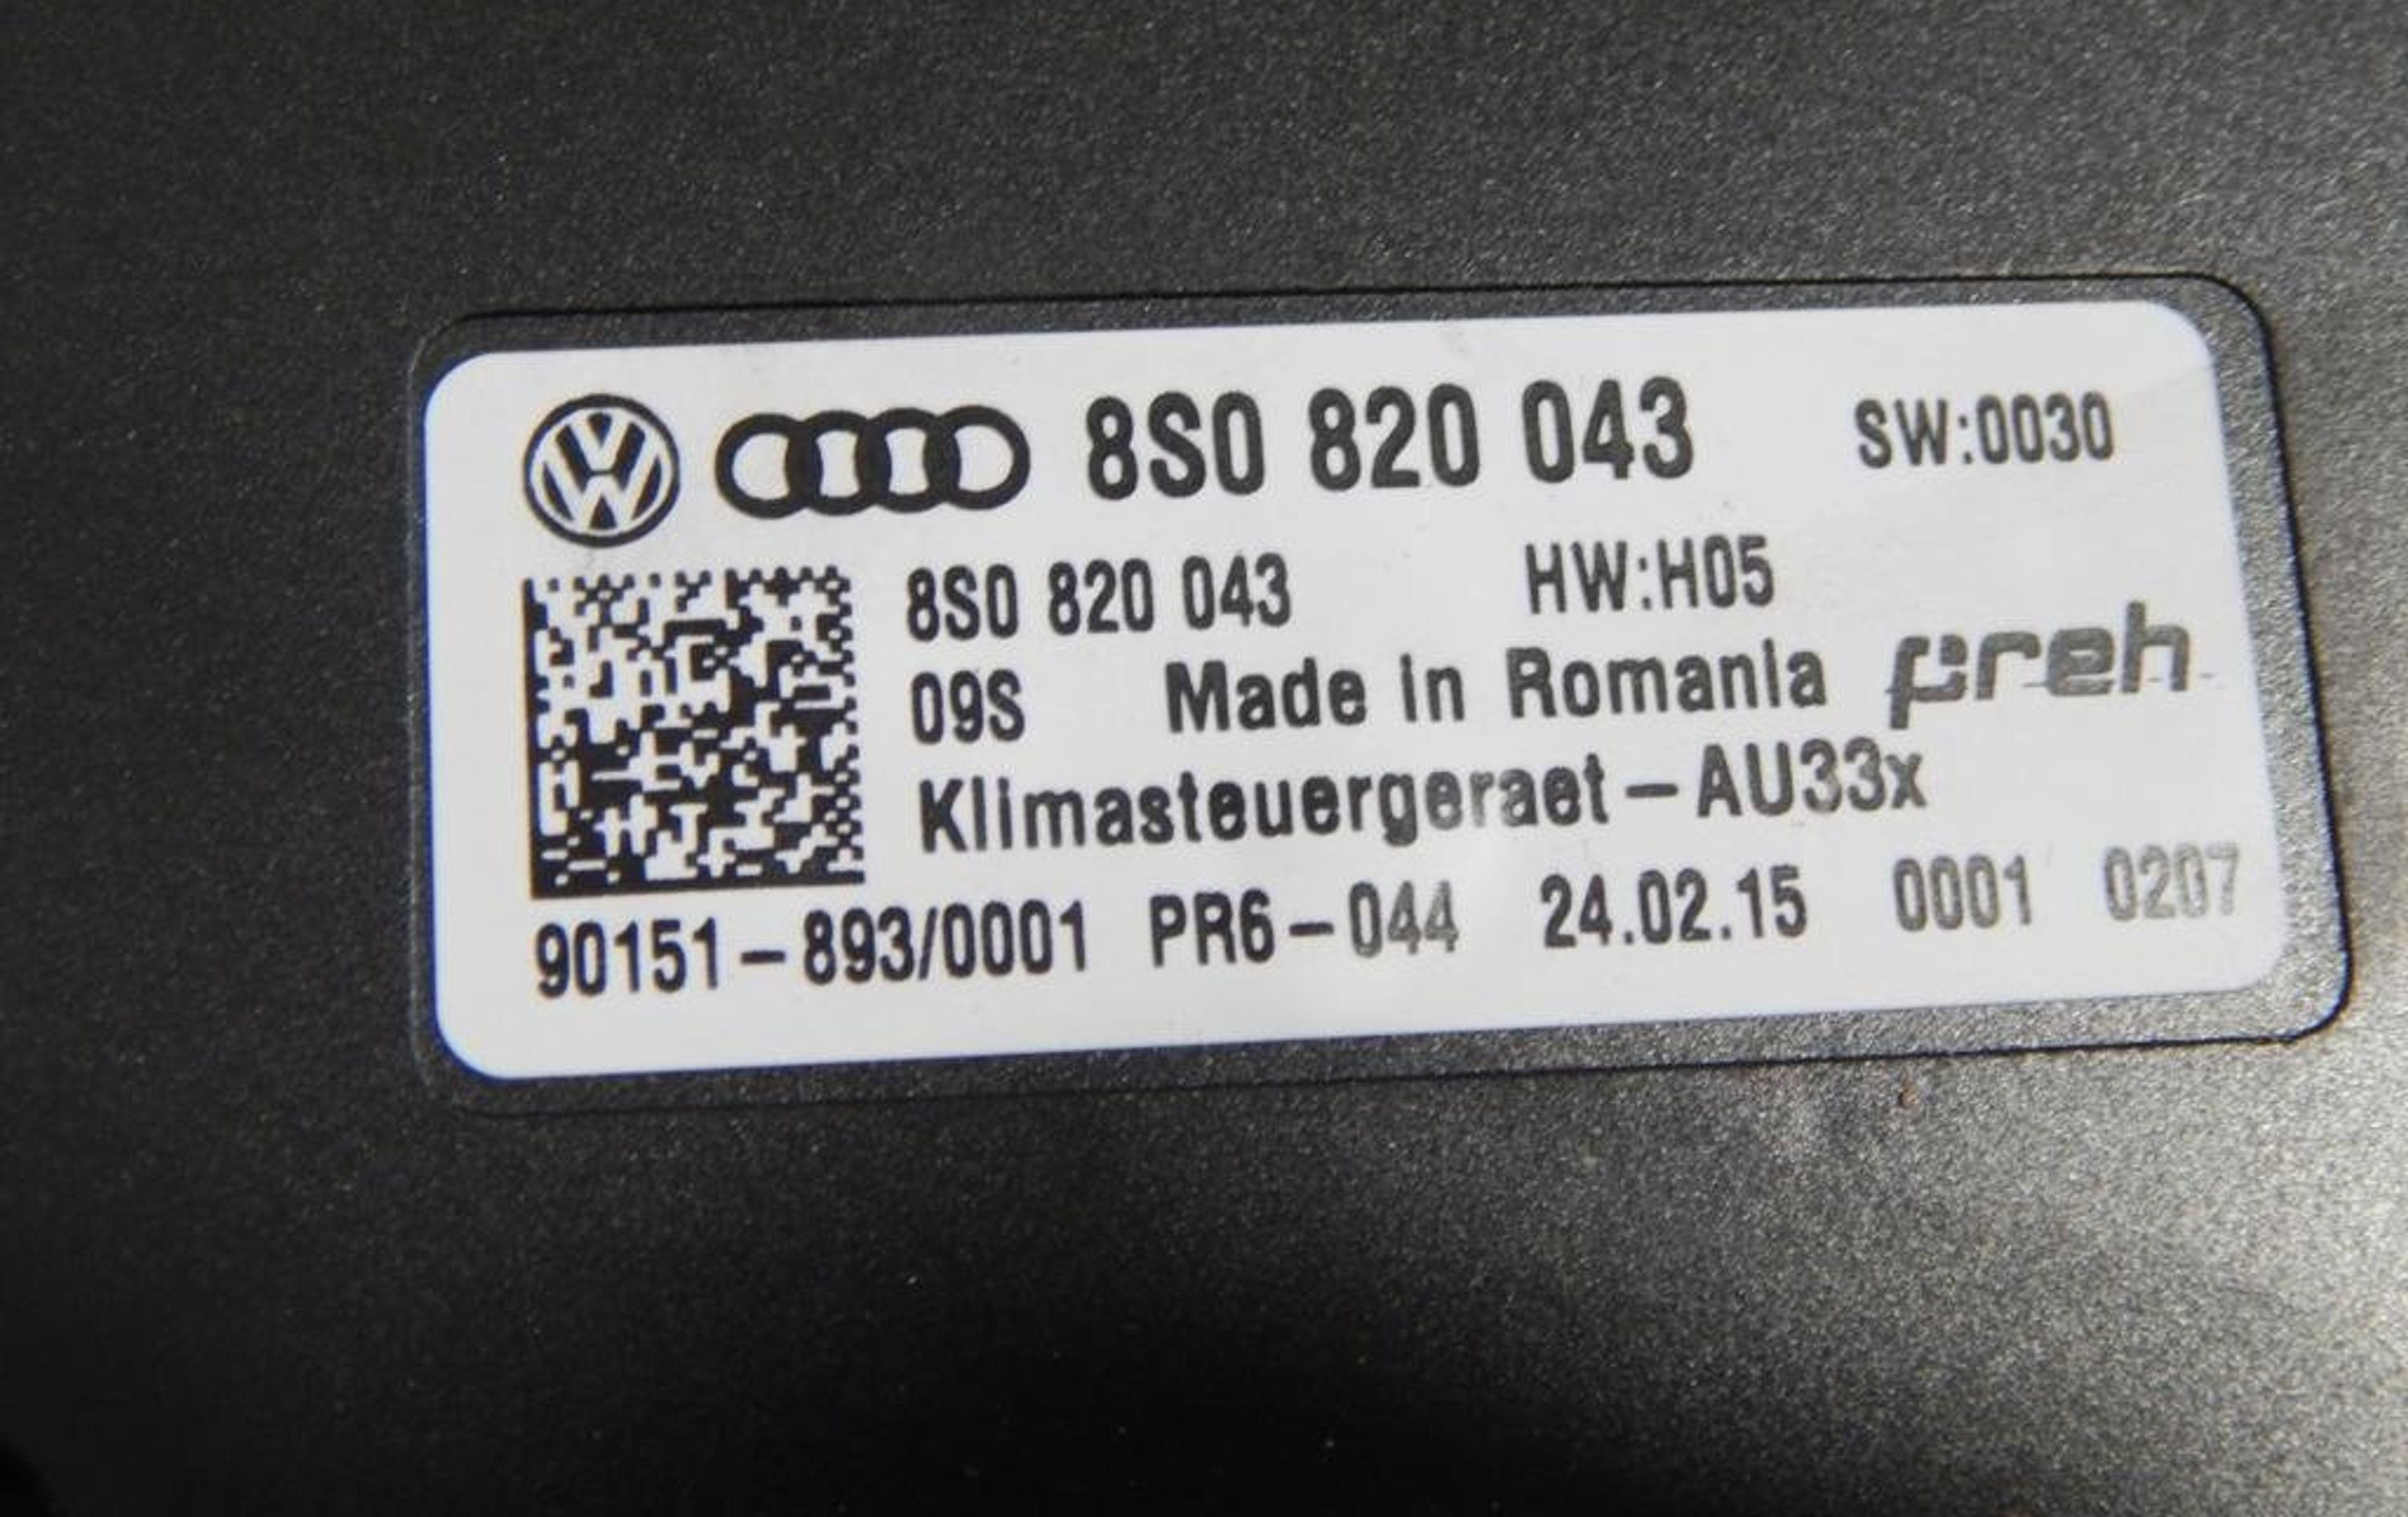 8S0 820 043 SW:0030
8S0 820 043 HW:H05
09S Made in Romania preh
Klimasteuergeraet-AU33x
90151-893/0001 PR6-044 24.02.15 0001 0207